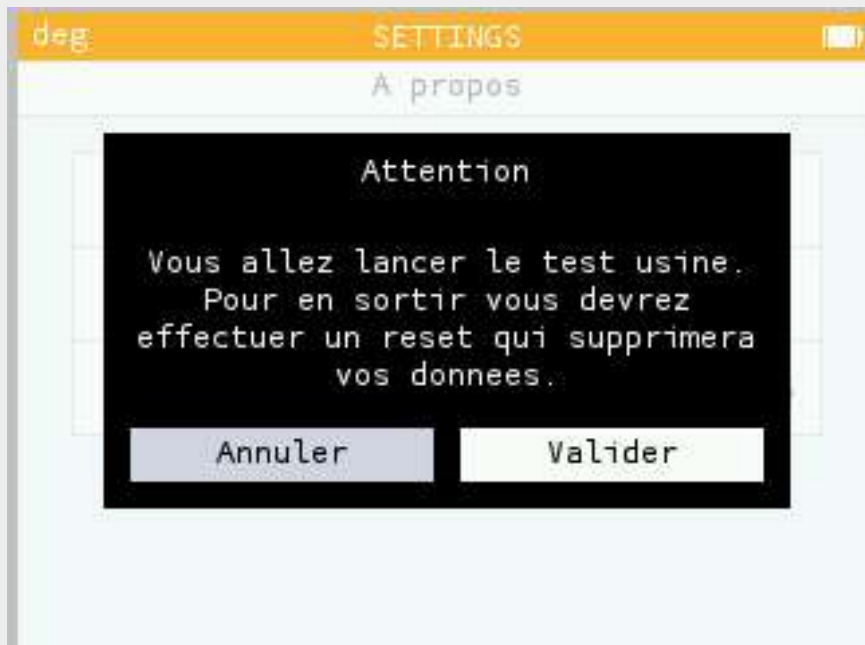 deg SETTINGS
A propos
Attention
Vous allez lancer le test usine.
Pour en sortir vous devrez
effectuer un reset qui supprimera
vos donnees.
Annuler Valider